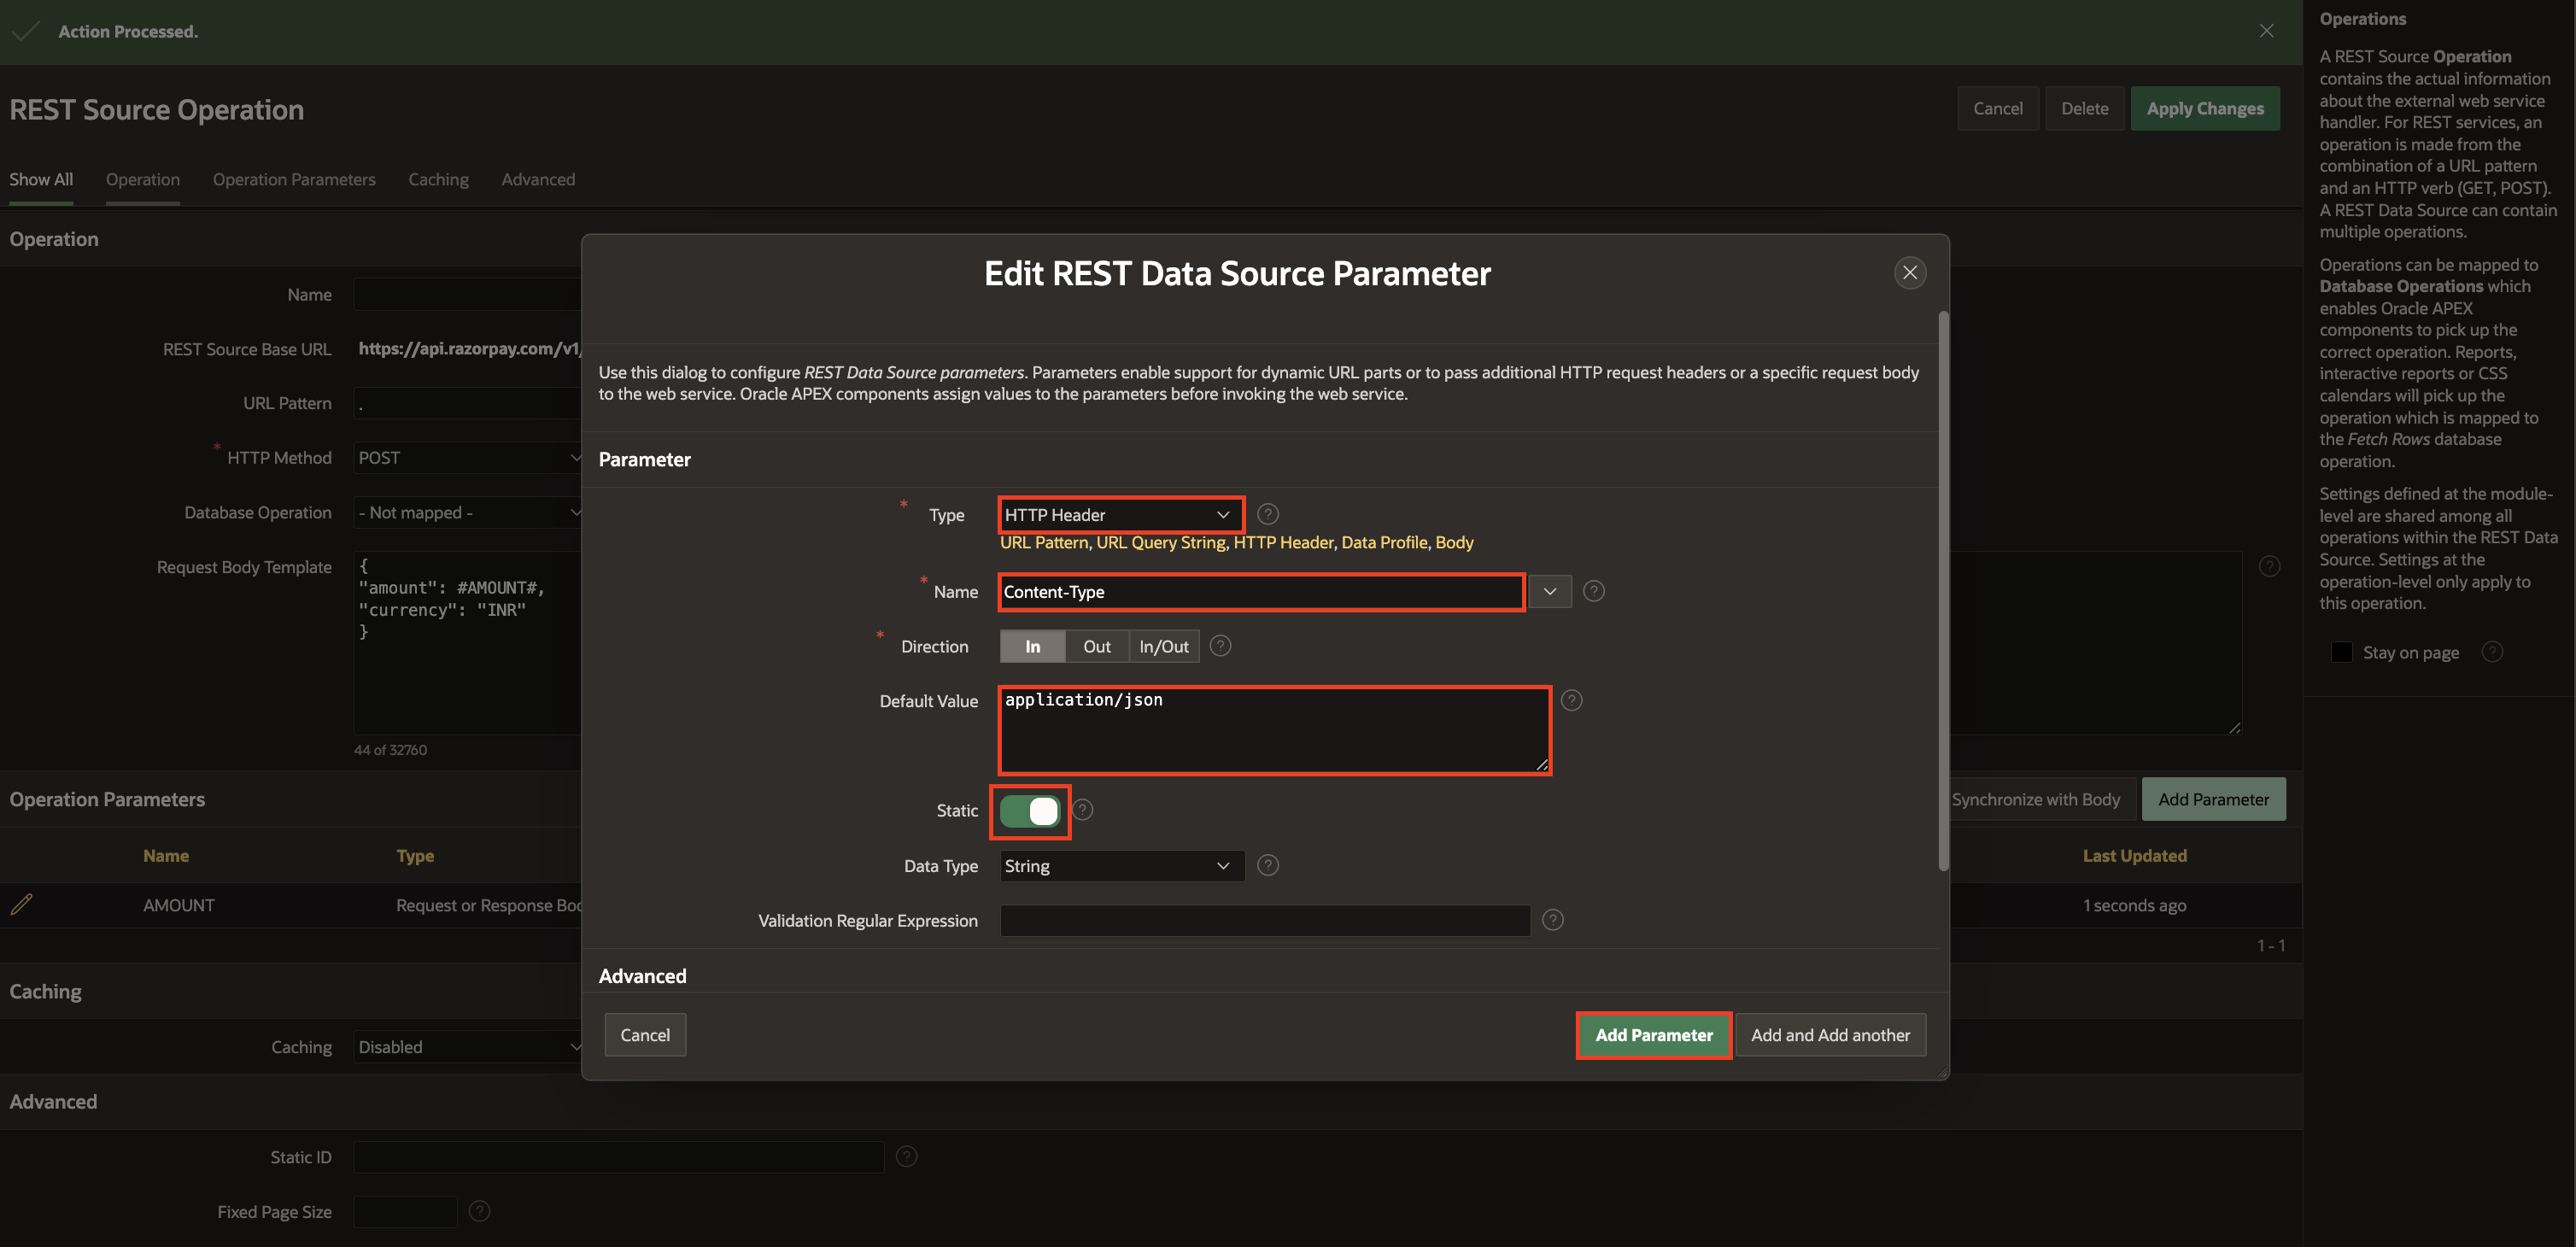 Action Processed.
REST Source Operation
Cancel
Delete
Apply Changes
Show All
Operation
Operation Parameters
Caching
Advanced
Operation
Name
REST Source Base URL
https://api.razorpay.com/v1/
URL Pattern
.
* HTTP Method
POST
Database Operation
- Not mapped -
Request Body Template
{
"amount": #AMOUNT#,
"currency": "INR"
}
44 of 32760
Operation Parameters
Synchronize with Body
Add Parameter
Name
Type
Last Updated
AMOUNT
Request or Response Bod
1 seconds ago
1 - 1
Caching
Caching
Disabled
Advanced
Static ID
Fixed Page Size
Edit REST Data Source Parameter
Use this dialog to configure REST Data Source parameters. Parameters enable support for dynamic URL parts or to pass additional HTTP request headers or a specific request body
to the web service. Oracle APEX components assign values to the parameters before invoking the web service.
Parameter
* Type
HTTP Header
URL Pattern, URL Query String, HTTP Header, Data Profile, Body
* Name
Content-Type
* Direction
In
Out
In/Out
Default Value
application/json
Static
Data Type
String
Validation Regular Expression
Advanced
Cancel
Add Parameter
Add and Add another
Operations
A REST Source Operation
contains the actual information
about the external web service
handler. For REST services, an
operation is made from the
combination of a URL pattern
and an HTTP verb (GET, POST).
A REST Data Source can contain
multiple operations.
Operations can be mapped to
Database Operations which
enables Oracle APEX
components to pick up the
correct operation. Reports,
interactive reports or CSS
calendars will pick up the
operation which is mapped to
the Fetch Rows database
operation.
Settings defined at the module-
level are shared among all
operations within the REST Data
Source. Settings at the
operation-level only apply to
this operation.
Stay on page